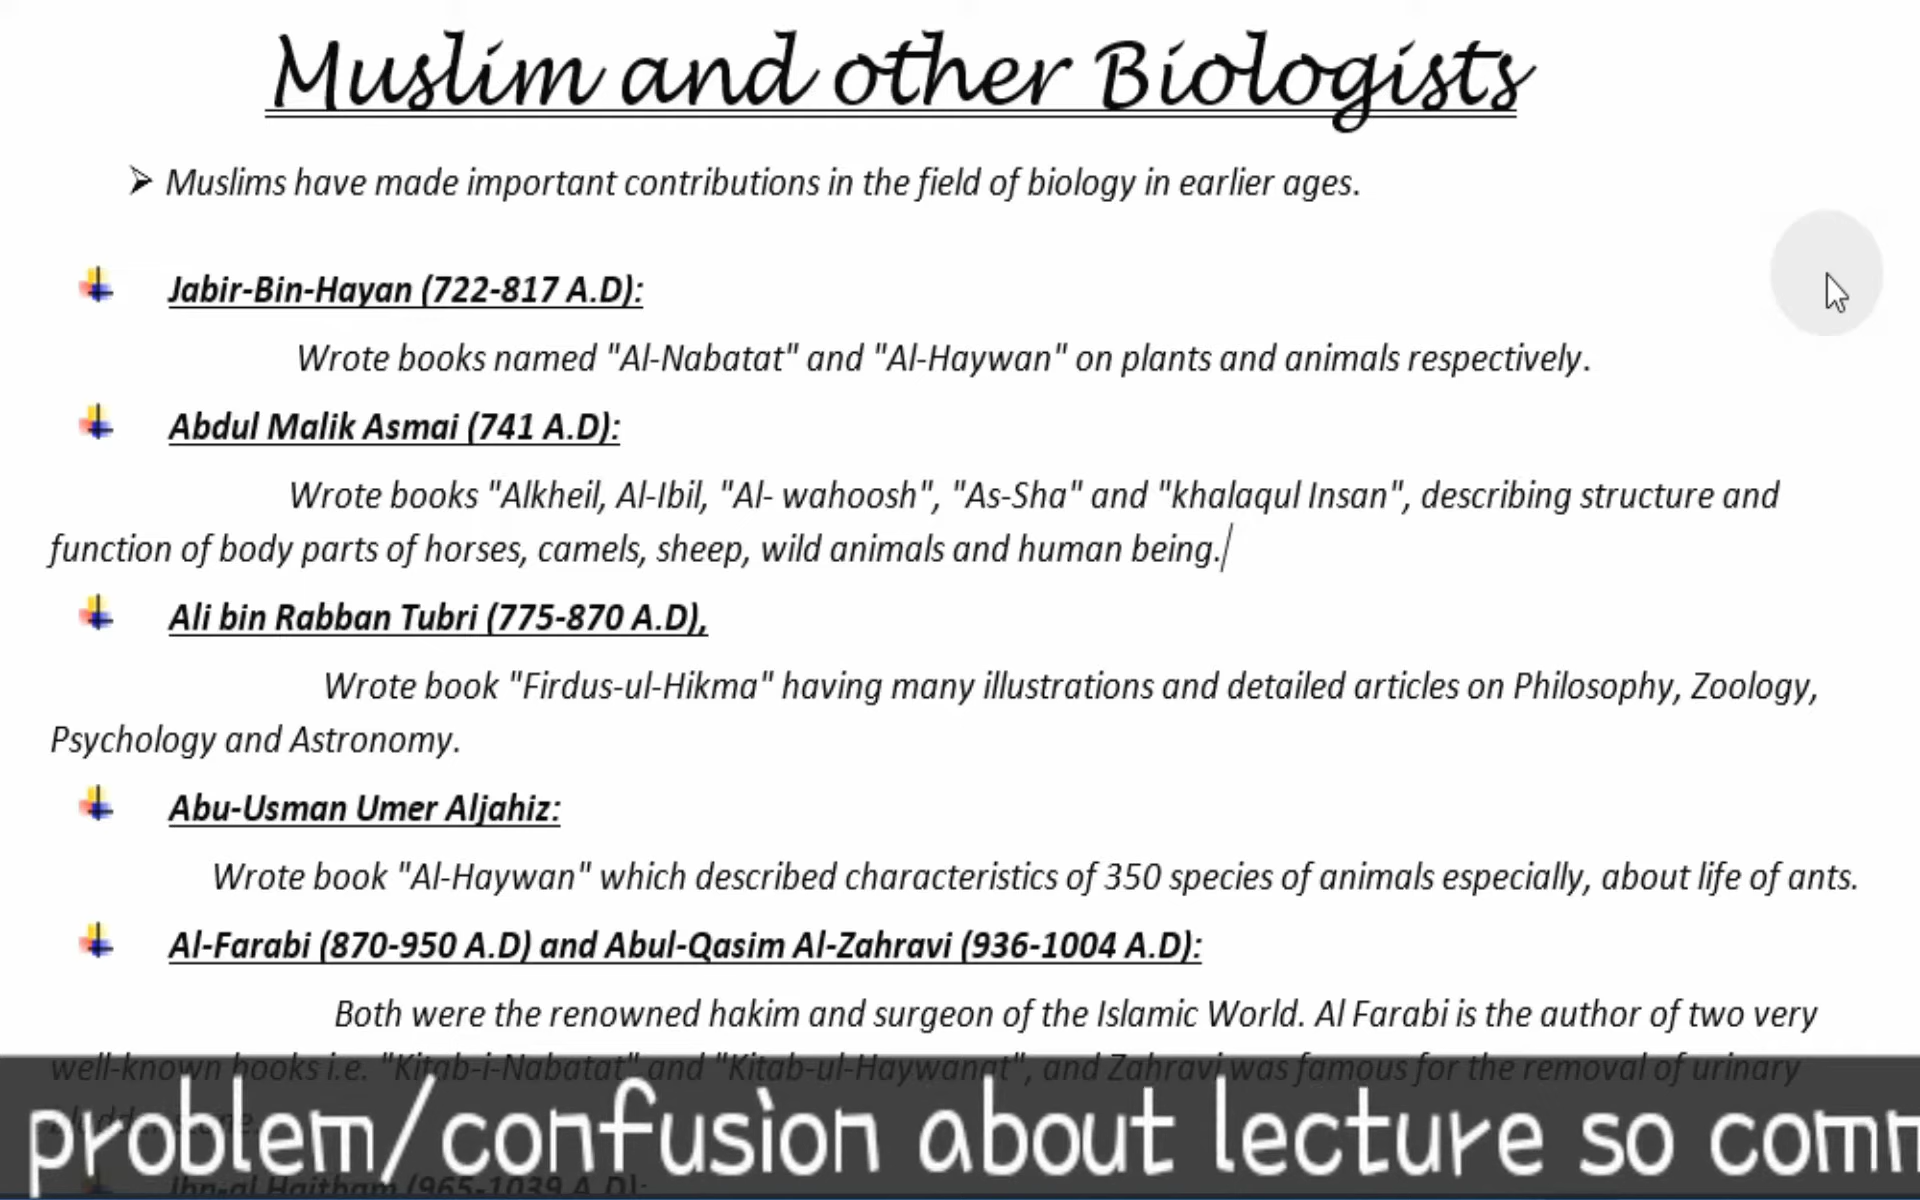 Muslim and other Biologists
➢ Muslims have made important contributions in the field of biology in earlier ages.
Jabir-Bin-Hayan (722-817 A.D):
Wrote books named "Al-Nabatat" and "Al-Haywan" on plants and animals respectively.
Abdul Malik Asmai (741 A.D):
Wrote books "Alkheil, Al-Ibil, "Al- wahoosh", "As-Sha" and "khalaqul Insan", describing structure and
function of body parts of horses, camels, sheep, wild animals and human being.
Ali bin Rabban Tubri (775-870 A.D),
Wrote book "Firdus-ul-Hikma" having many illustrations and detailed articles on Philosophy, Zoology,
Psychology and Astronomy.
Abu-Usman Umer Aljahiz:
Wrote book "Al-Haywan" which described characteristics of 350 species of animals especially, about life of ants.
Al-Farabi (870-950 A.D) and Abul-Qasim Al-Zahravi (936-1004 A.D):
Both were the renowned hakim and surgeon of the Islamic World. Al Farabi is the author of two very
well-known books i.e. "Kitab-i-Nabatat" and "Kitab-ul-Haywanat", and Zahravi was famous for the removal of urinary
problem/confusion about lecture so comm
Ibn-al Haitham (965-1039 A.D):